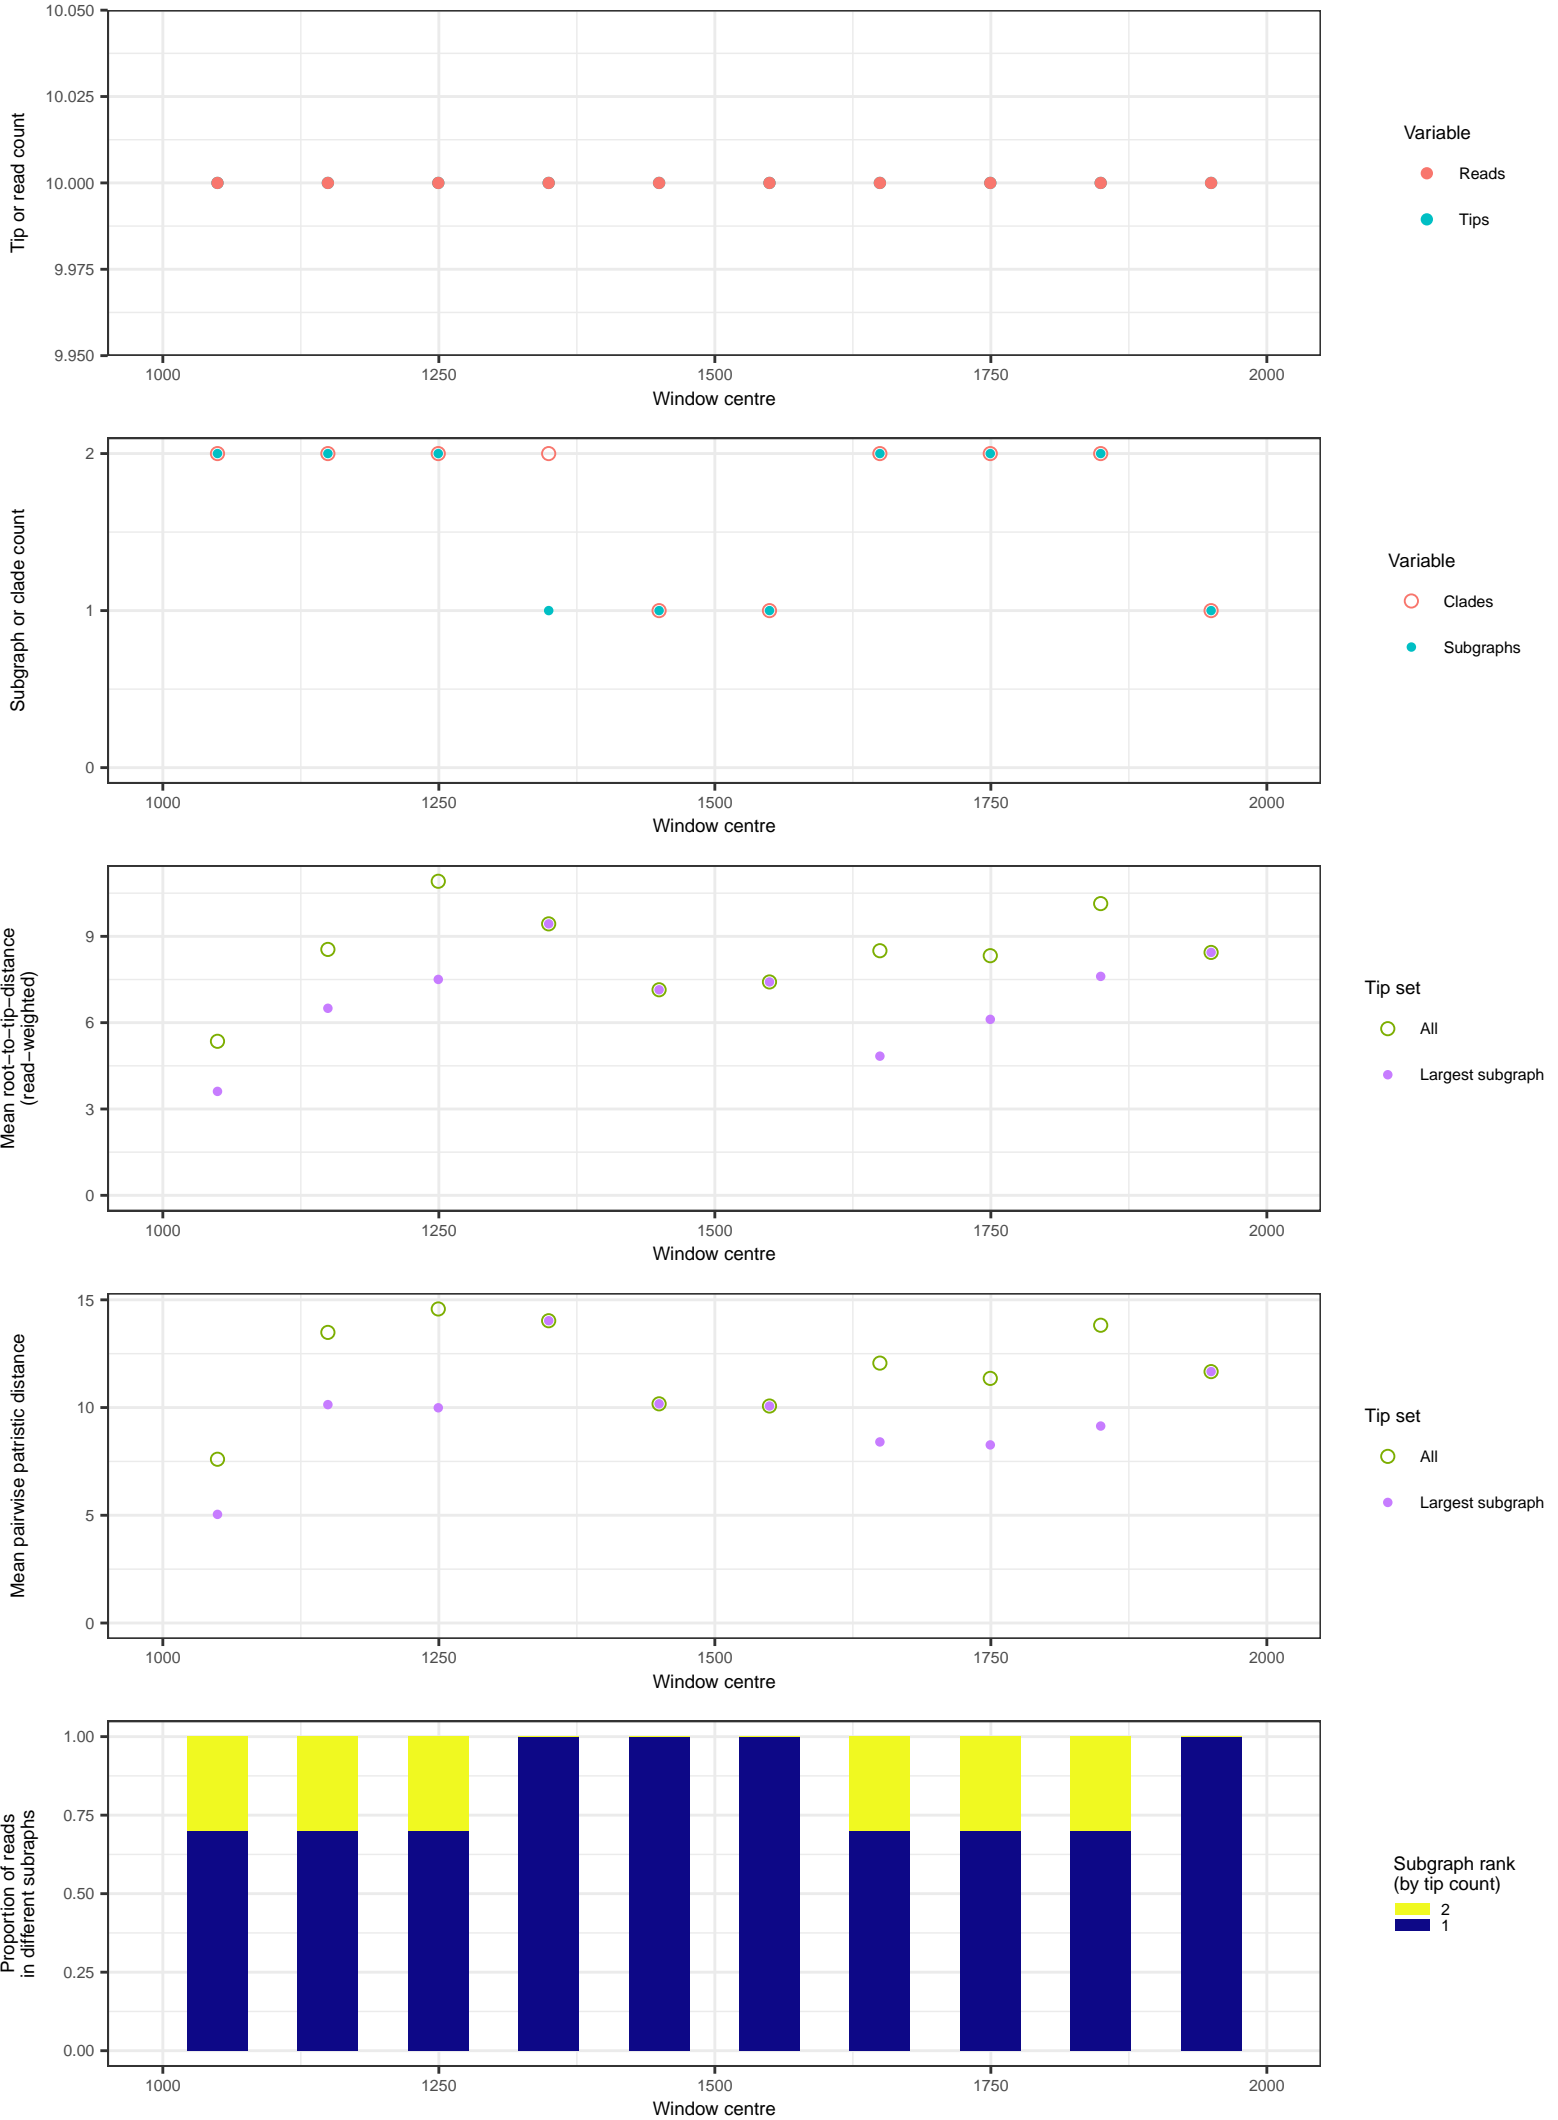 10.050
10.025
10.000
9.975
9.950
Tip or read count
1000 1250 1500 1750 2000
Window centre
Variable
Reads
Tips
2
1
0
Subgraph or clade count
1000 1250 1500 1750 2000
Window centre
Variable
Clades
Subgraphs
9
6
3
0
Mean root−to−tip−distance
(read−weighted)
1000 1250 1500 1750 2000
Window centre
Tip set
All
Largest subgraph
15
10
5
0
Mean pairwise patristic distance
1000 1250 1500 1750 2000
Window centre
Tip set
All
Largest subgraph
1.00
0.75
0.50
0.25
0.00
Proportion of reads
in different subraphs
1000 1250 1500 1750 2000
Window centre
Subgraph rank
(by tip count)
2
1